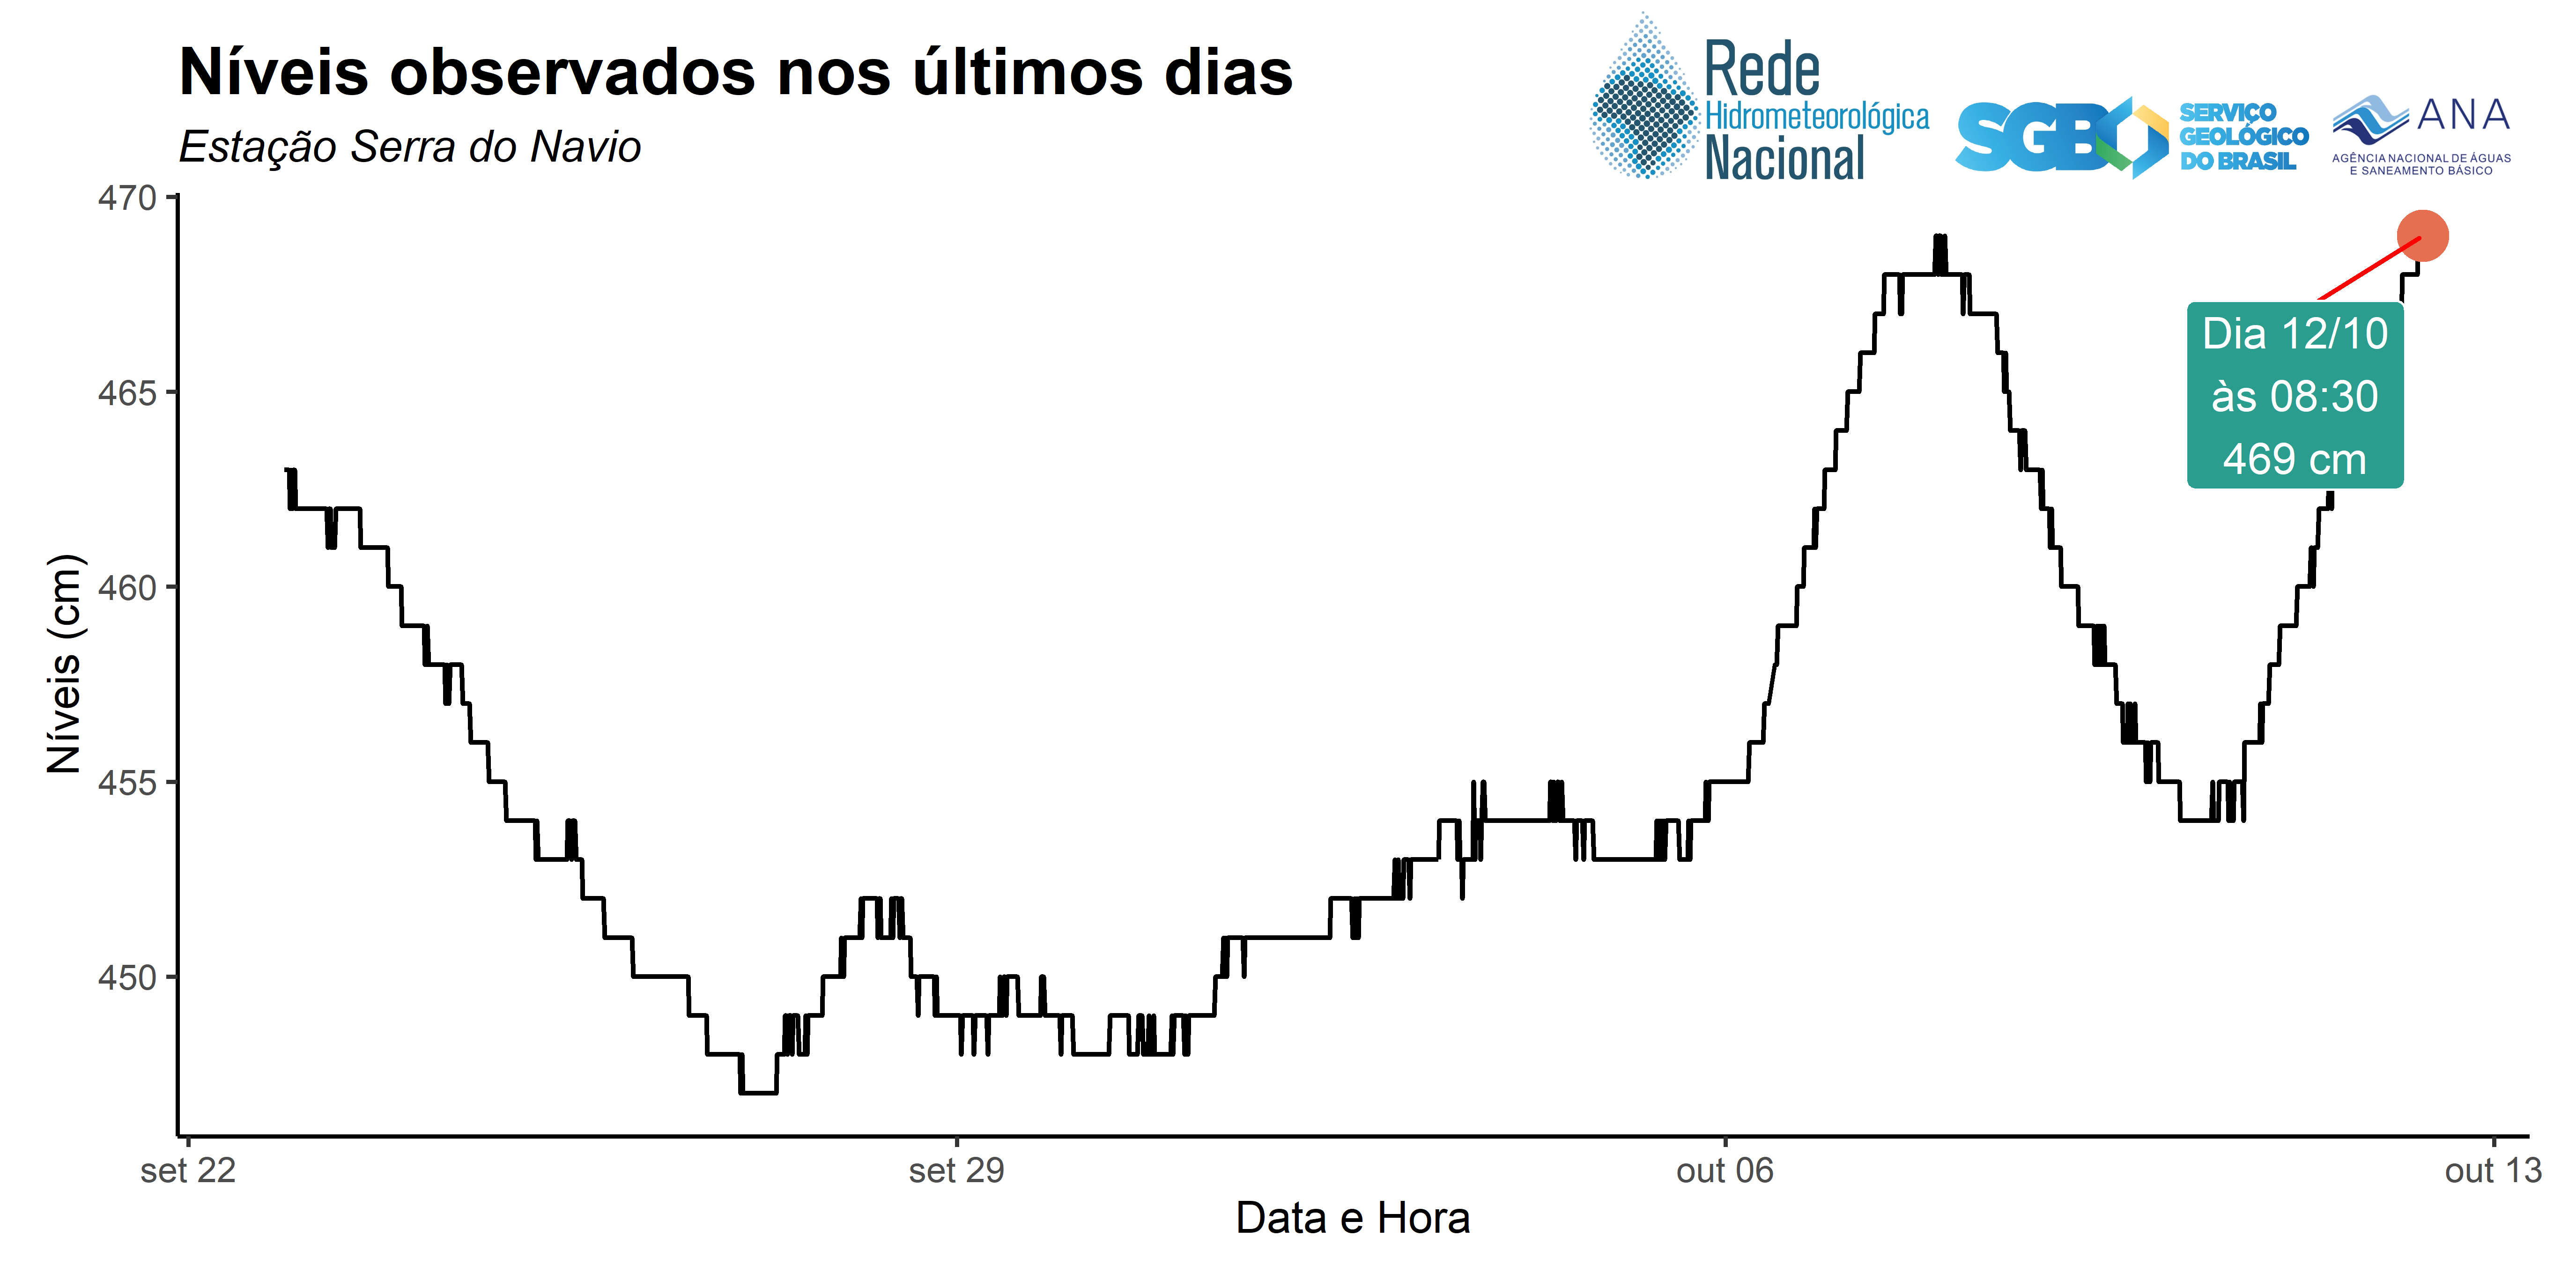 Níveis observados nos últimos dias
Estação Serra do Navio
Rede
Hidrometeorológica
Nacional
SGB
SERVIÇO
GEOLÓGICO
DO BRASIL
ANA
AGÊNCIA NACIONAL DE ÁGUAS
E SANEAMENTO BÁSICO
470
465
460
455
450
Níveis (cm)
Dia 12/10
às 08:30
469 cm
set 22
set 29
out 06
out 13
Data e Hora